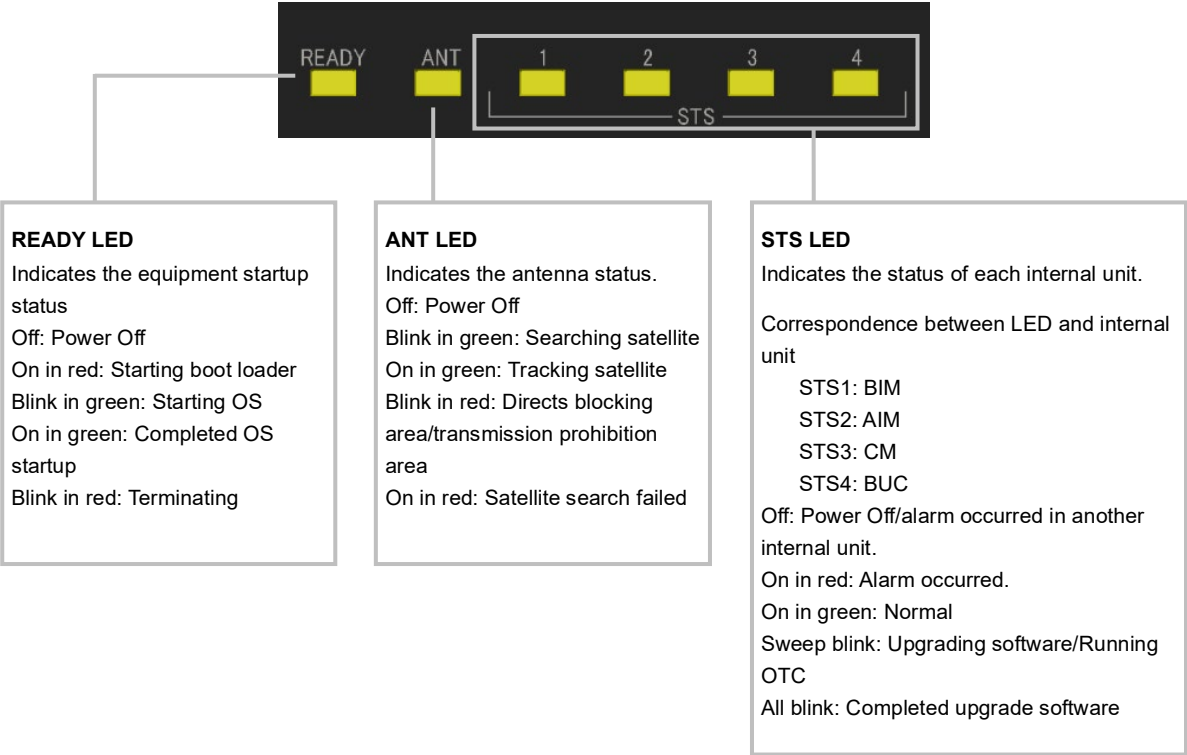 READY ANT 1 2 3 4
STS
READY LED
Indicates the equipment startup
status
Off: Power Off
On in red: Starting boot loader
Blink in green: Starting OS
On in green: Completed OS
startup
Blink in red: Terminating
ANT LED
Indicates the antenna status.
Off: Power Off
Blink in green: Searching satellite
On in green: Tracking satellite
Blink in red: Directs blocking
area/transmission prohibition
area
On in red: Satellite search failed
STS LED
Indicates the status of each internal unit.
Correspondence between LED and internal
unit
STS1: BIM
STS2: AIM
STS3: CM
STS4: BUC
Off: Power Off/alarm occurred in another
internal unit.
On in red: Alarm occurred.
On in green: Normal
Sweep blink: Upgrading software/Running
OTC
All blink: Completed upgrade software